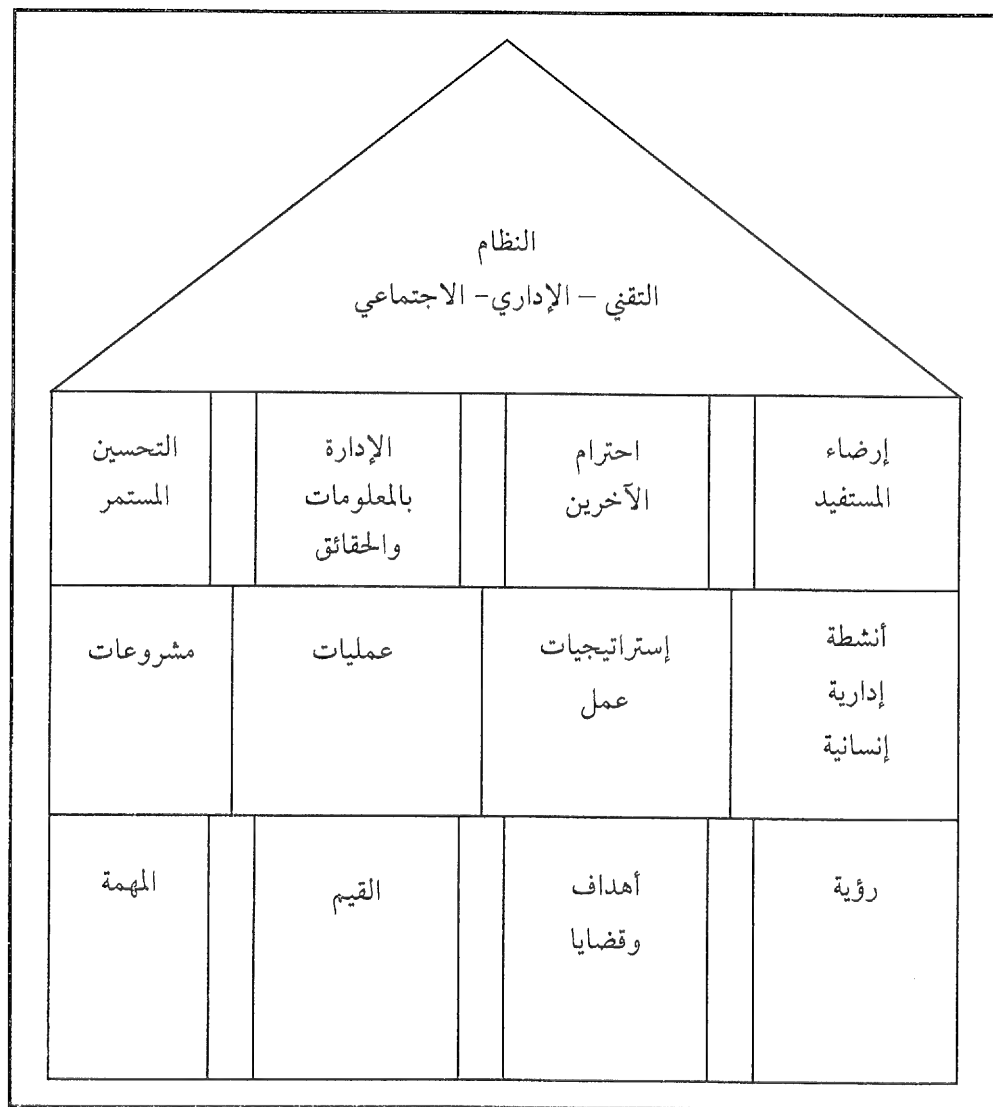 النظام
التقني – الإداري- الاجتماعي
إرضاء
المستفيد
احترام
الآخرين
الإدارة
بالمعلومات
والحقائق
التحسين
المستمر
أنشطة
إدارية
إنسانية
إستراتيجيات
عمل
عمليات
مشروعات
رؤية
أهداف
وقضايا
القيم
المهمة